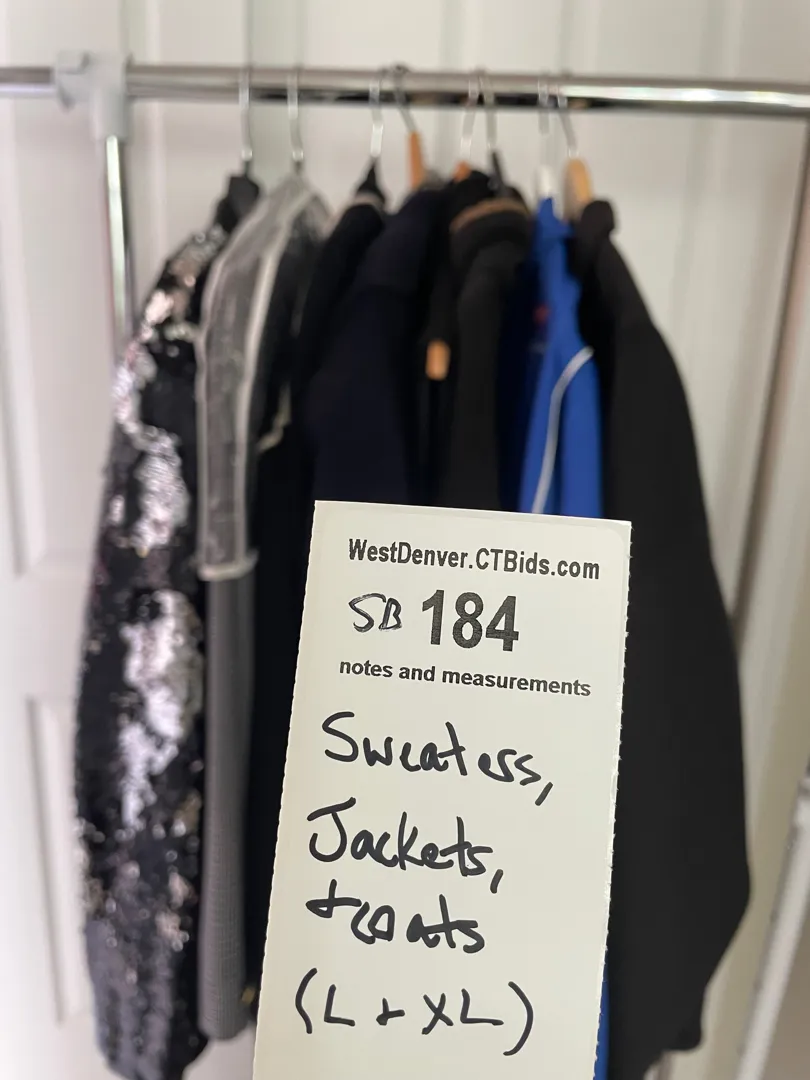 WestDenver.CTBids.com
SB 184
notes and measurements
Sweaters,
Jackets,
+ coats
(L + XL)